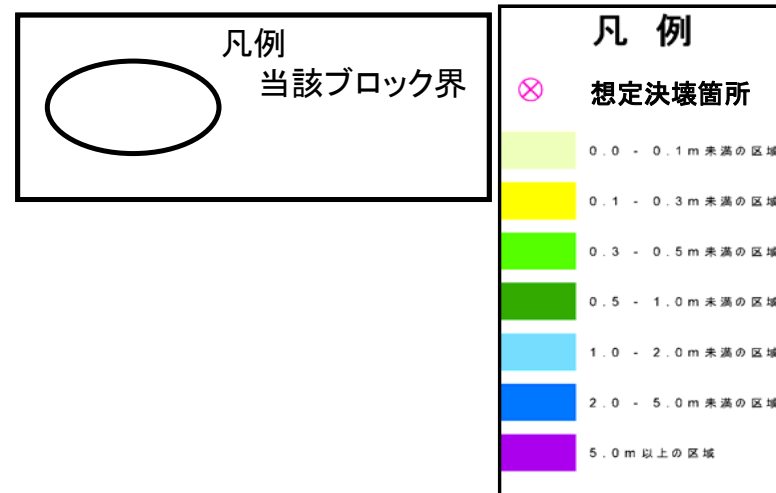 凡例
当該ブロック界
凡 例
想定決壊箇所
0.0 - 0.1m未満の区域
0.1 - 0.3m未満の区域
0.3 - 0.5m未満の区域
0.5 - 1.0m未満の区域
1.0 - 2.0m未満の区域
2.0 - 5.0m未満の区域
5.0m以上の区域